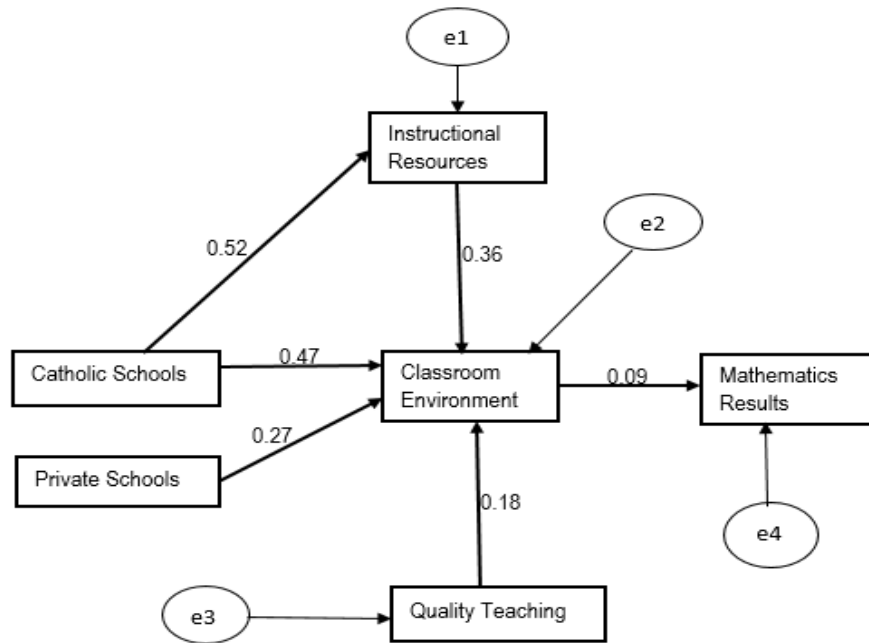 e1
Instructional
Resources
e2
0.52
0.36
Catholic Schools
0.47
Classroom
Environment
0.09
Mathematics
Results
0.27
Private Schools
0.18
e4
e3
Quality Teaching